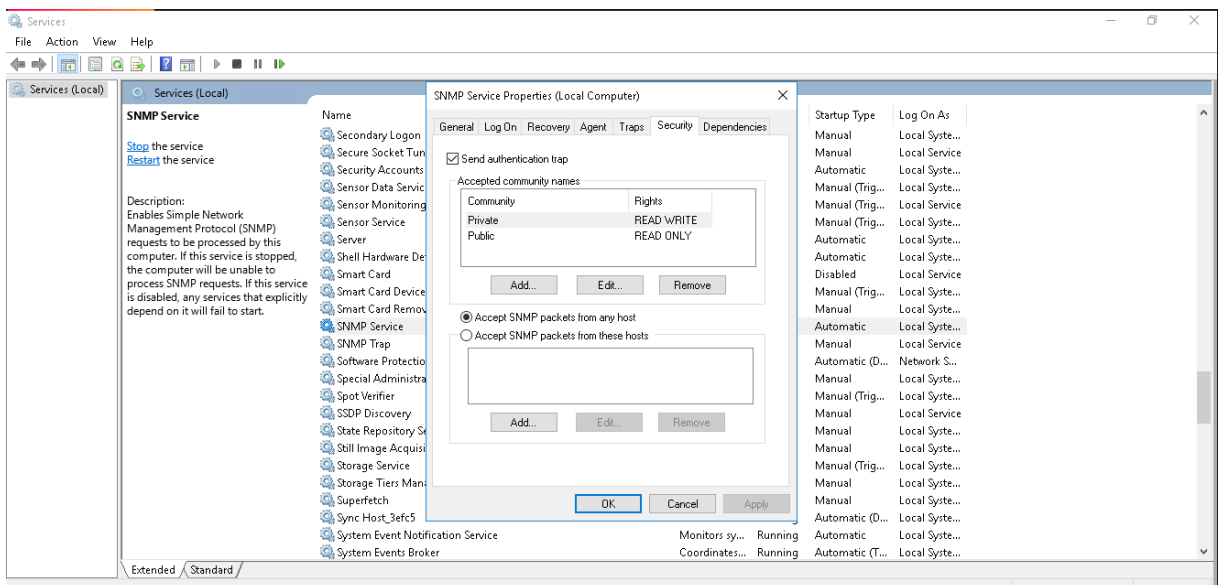 Services
File Action View Help
Services (Local)
Services (Local)
SNMP Service
Stop the service
Restart the service
Description:
Enables Simple Network
Management Protocol (SNMP)
requests to be processed by this
computer. If this service is stopped,
the computer will be unable to
process SNMP requests. If this service
is disabled, any services that explicitly
depend on it will fail to start.
Name Startup Type Log On As
Secondary Logon Manual Local Syste...
Secure Socket Tun Manual Local Service
Security Accounts Automatic Local Syste...
Sensor Data Servic Manual (Trig... Local Syste...
Sensor Monitoring Manual (Trig... Local Service
Sensor Service Manual (Trig... Local Syste...
Server Automatic Local Syste...
Shell Hardware De Automatic Local Syste...
Smart Card Disabled Local Service
Smart Card Device Manual (Trig... Local Syste...
Smart Card Remov Manual Local Syste...
SNMP Service Automatic Local Syste...
SNMP Trap Manual Local Service
Software Protectio Automatic (D... Network S...
Special Administra Manual Local Syste...
Spot Verifier Manual (Trig... Local Syste...
SSDP Discovery Manual Local Service
State Repository Se Manual Local Syste...
Still Image Acquisi Manual Local Syste...
Storage Service Manual (Trig... Local Syste...
Storage Tiers Mana Manual Local Syste...
Superfetch Manual Local Syste...
Sync Host_3efc5 Automatic (D... Local Syste...
System Event Notification Service Monitors sy... Running Automatic Local Syste...
System Events Broker Coordinates... Running Automatic (T... Local Syste...
Extended Standard
SNMP Service Properties (Local Computer)
General Log On Recovery Agent Traps Security Dependencies
Send authentication trap
Accepted community names
Community Rights
Private READ WRITE
Public READ ONLY
Add... Edit... Remove
Accept SNMP packets from any host
Accept SNMP packets from these hosts
Add... Edit... Remove
OK Cancel Apply